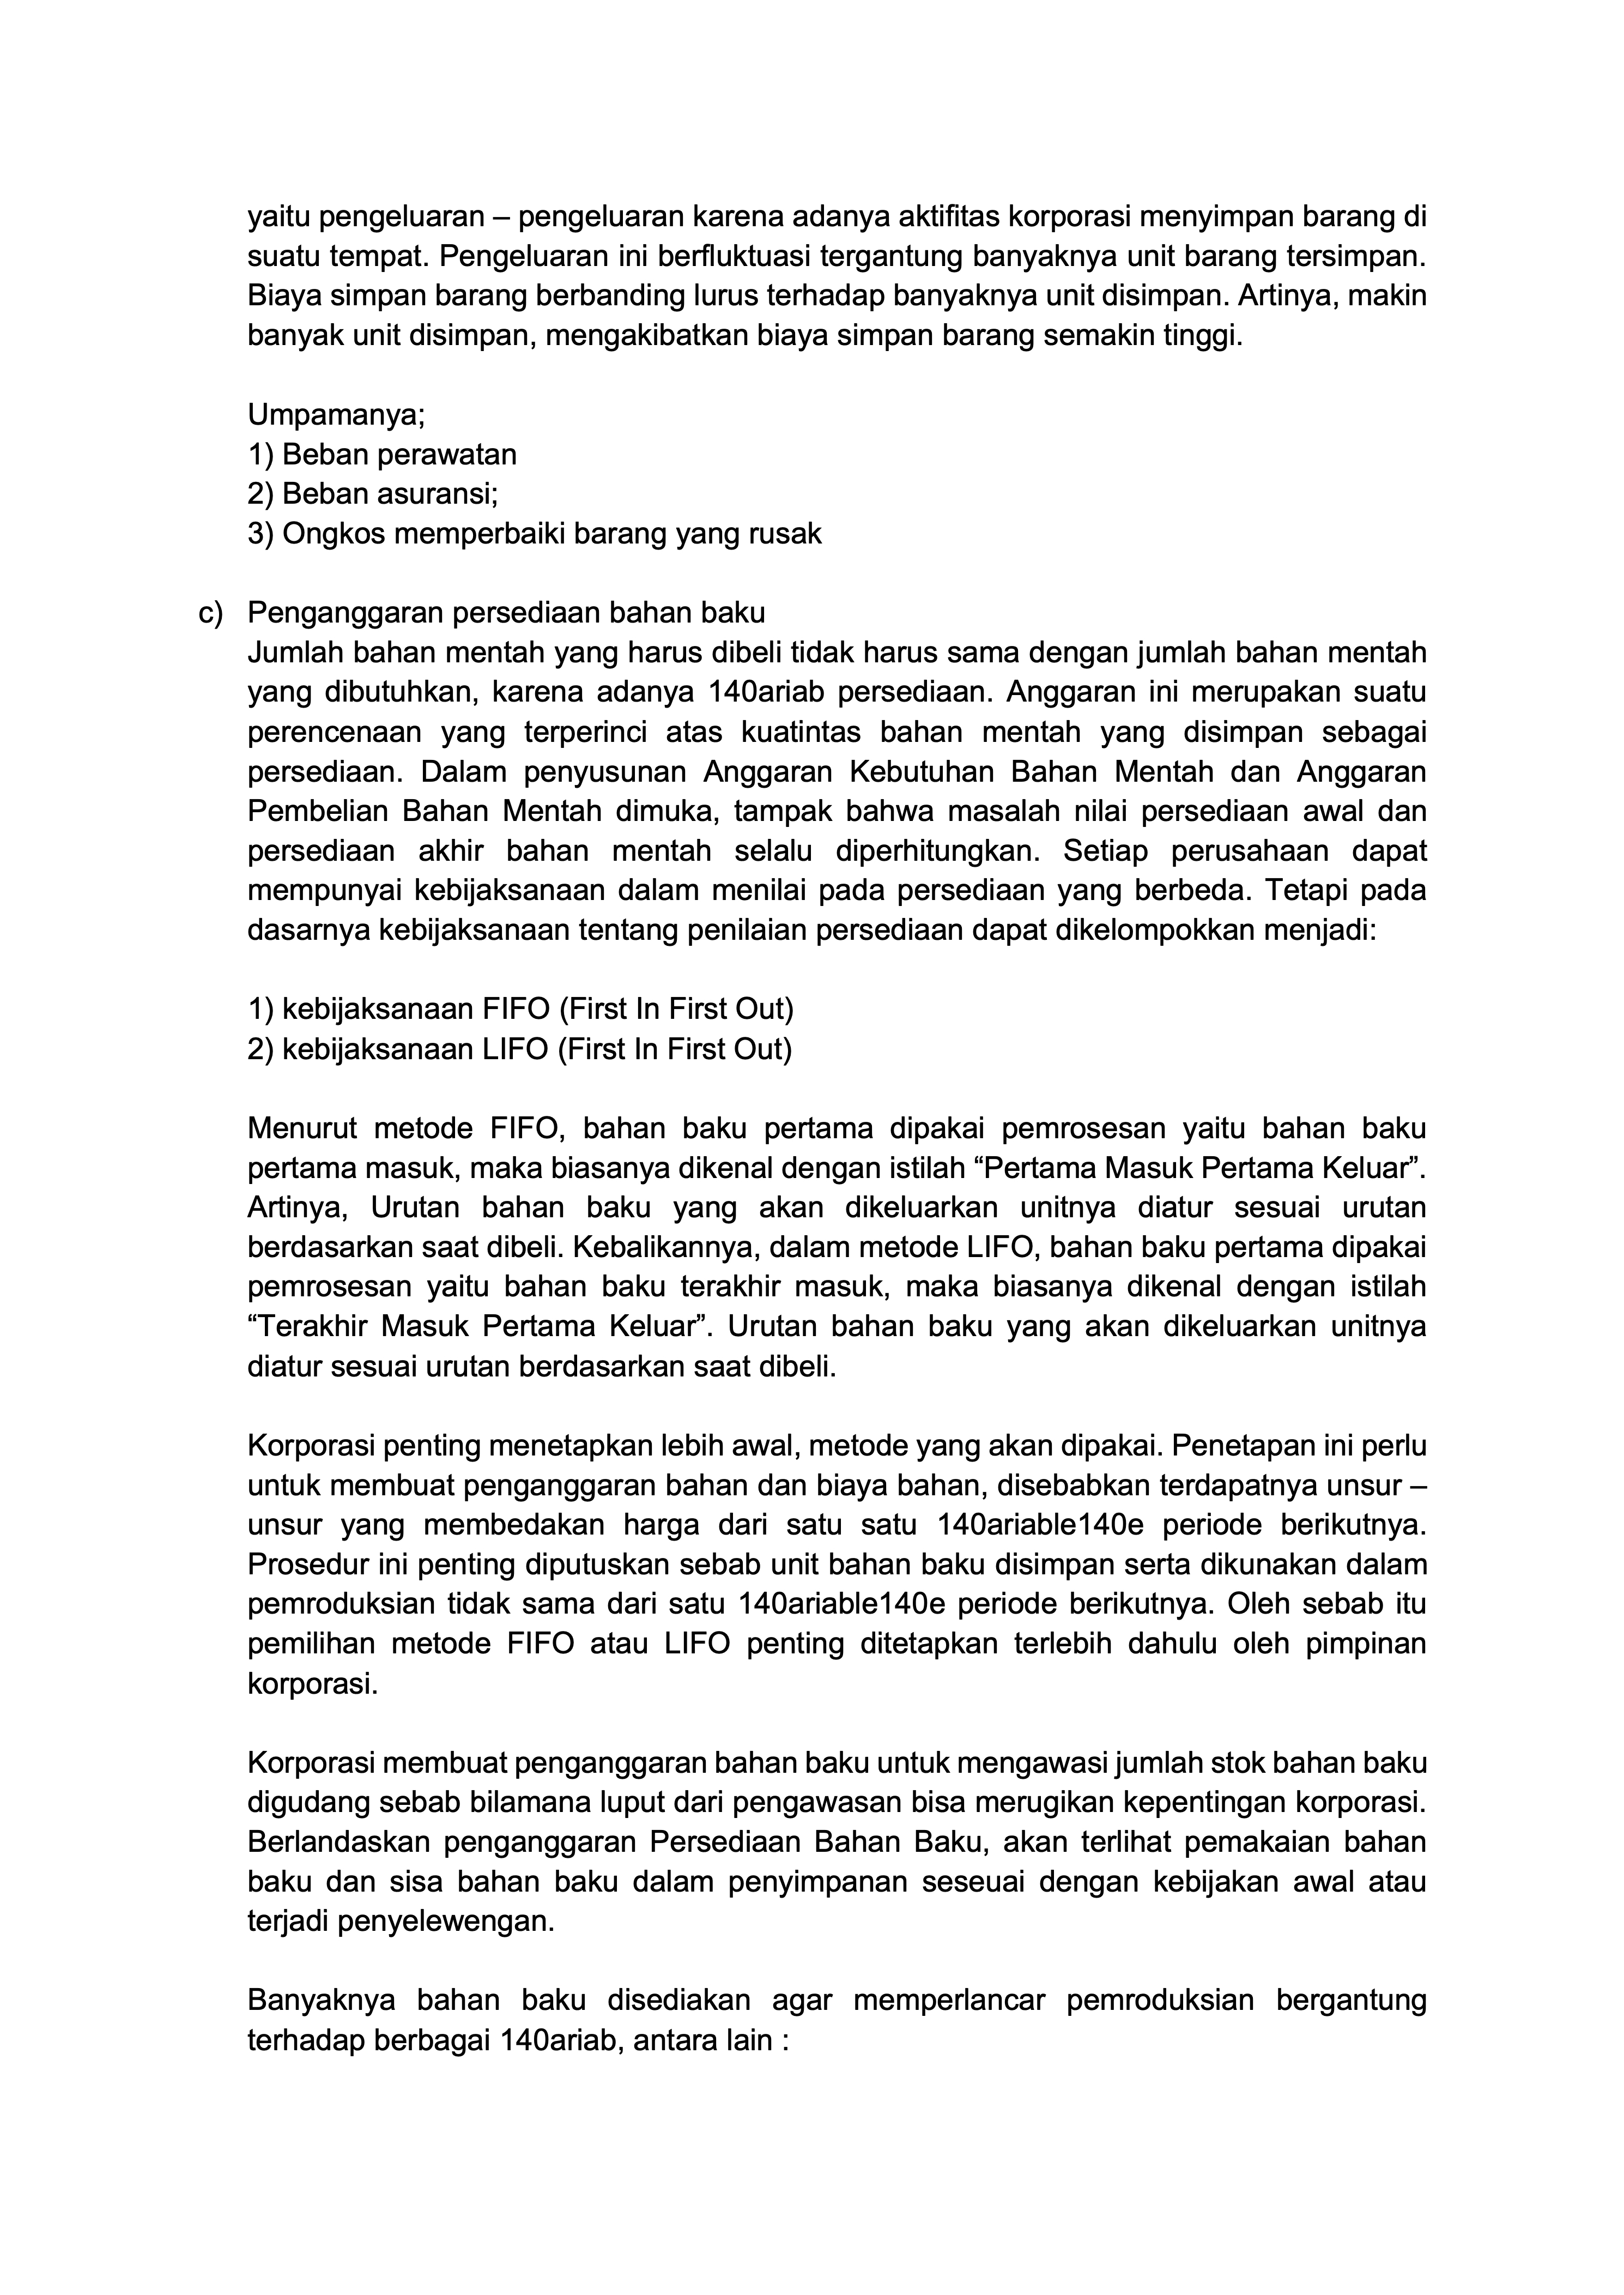 yaitu pengeluaran – pengeluaran karena adanya aktifitas korporasi menyimpan barang di
suatu tempat. Pengeluaran ini berfluktuasi tergantung banyaknya unit barang tersimpan.
Biaya simpan barang berbanding lurus terhadap banyaknya unit disimpan. Artinya, makin
banyak unit disimpan, mengakibatkan biaya simpan barang semakin tinggi.
Umpamanya;
1) Beban perawatan
2) Beban asuransi;
3) Ongkos memperbaiki barang yang rusak
c) Penganggaran persediaan bahan baku
Jumlah bahan mentah yang harus dibeli tidak harus sama dengan jumlah bahan mentah
yang dibutuhkan, karena adanya 140ariab persediaan. Anggaran ini merupakan suatu
perencenaan yang terperinci atas kuatintas bahan mentah yang disimpan sebagai
persediaan. Dalam penyusunan Anggaran Kebutuhan Bahan Mentah dan Anggaran
Pembelian Bahan Mentah dimuka, tampak bahwa masalah nilai persediaan awal dan
persediaan akhir bahan mentah selalu diperhitungkan. Setiap perusahaan dapat
mempunyai kebijaksanaan dalam menilai pada persediaan yang berbeda. Tetapi pada
dasarnya kebijaksanaan tentang penilaian persediaan dapat dikelompokkan menjadi:
1) kebijaksanaan FIFO (First In First Out)
2) kebijaksanaan LIFO (First In First Out)
Menurut metode FIFO, bahan baku pertama dipakai pemrosesan yaitu bahan baku
pertama masuk, maka biasanya dikenal dengan istilah “Pertama Masuk Pertama Keluar”.
Artinya, Urutan bahan baku yang akan dikeluarkan unitnya diatur sesuai urutan
berdasarkan saat dibeli. Kebalikannya, dalam metode LIFO, bahan baku pertama dipakai
pemrosesan yaitu bahan baku terakhir masuk, maka biasanya dikenal dengan istilah
“Terakhir Masuk Pertama Keluar”. Urutan bahan baku yang akan dikeluarkan unitnya
diatur sesuai urutan berdasarkan saat dibeli.
Korporasi penting menetapkan lebih awal, metode yang akan dipakai. Penetapan ini perlu
untuk membuat penganggaran bahan dan biaya bahan, disebabkan terdapatnya unsur –
unsur yang membedakan harga dari satu satu 140ariable140e periode berikutnya.
Prosedur ini penting diputuskan sebab unit bahan baku disimpan serta dikunakan dalam
pemroduksian tidak sama dari satu 140ariable140e periode berikutnya. Oleh sebab itu
pemilihan metode FIFO atau LIFO penting ditetapkan terlebih dahulu oleh pimpinan
korporasi.
Korporasi membuat penganggaran bahan baku untuk mengawasi jumlah stok bahan baku
digudang sebab bilamana luput dari pengawasan bisa merugikan kepentingan korporasi.
Berlandaskan penganggaran Persediaan Bahan Baku, akan terlihat pemakaian bahan
baku dan sisa bahan baku dalam penyimpanan seseuai dengan kebijakan awal atau
terjadi penyelewengan.
Banyaknya bahan baku disediakan agar memperlancar pemroduksian bergantung
terhadap berbagai 140ariab, antara lain :